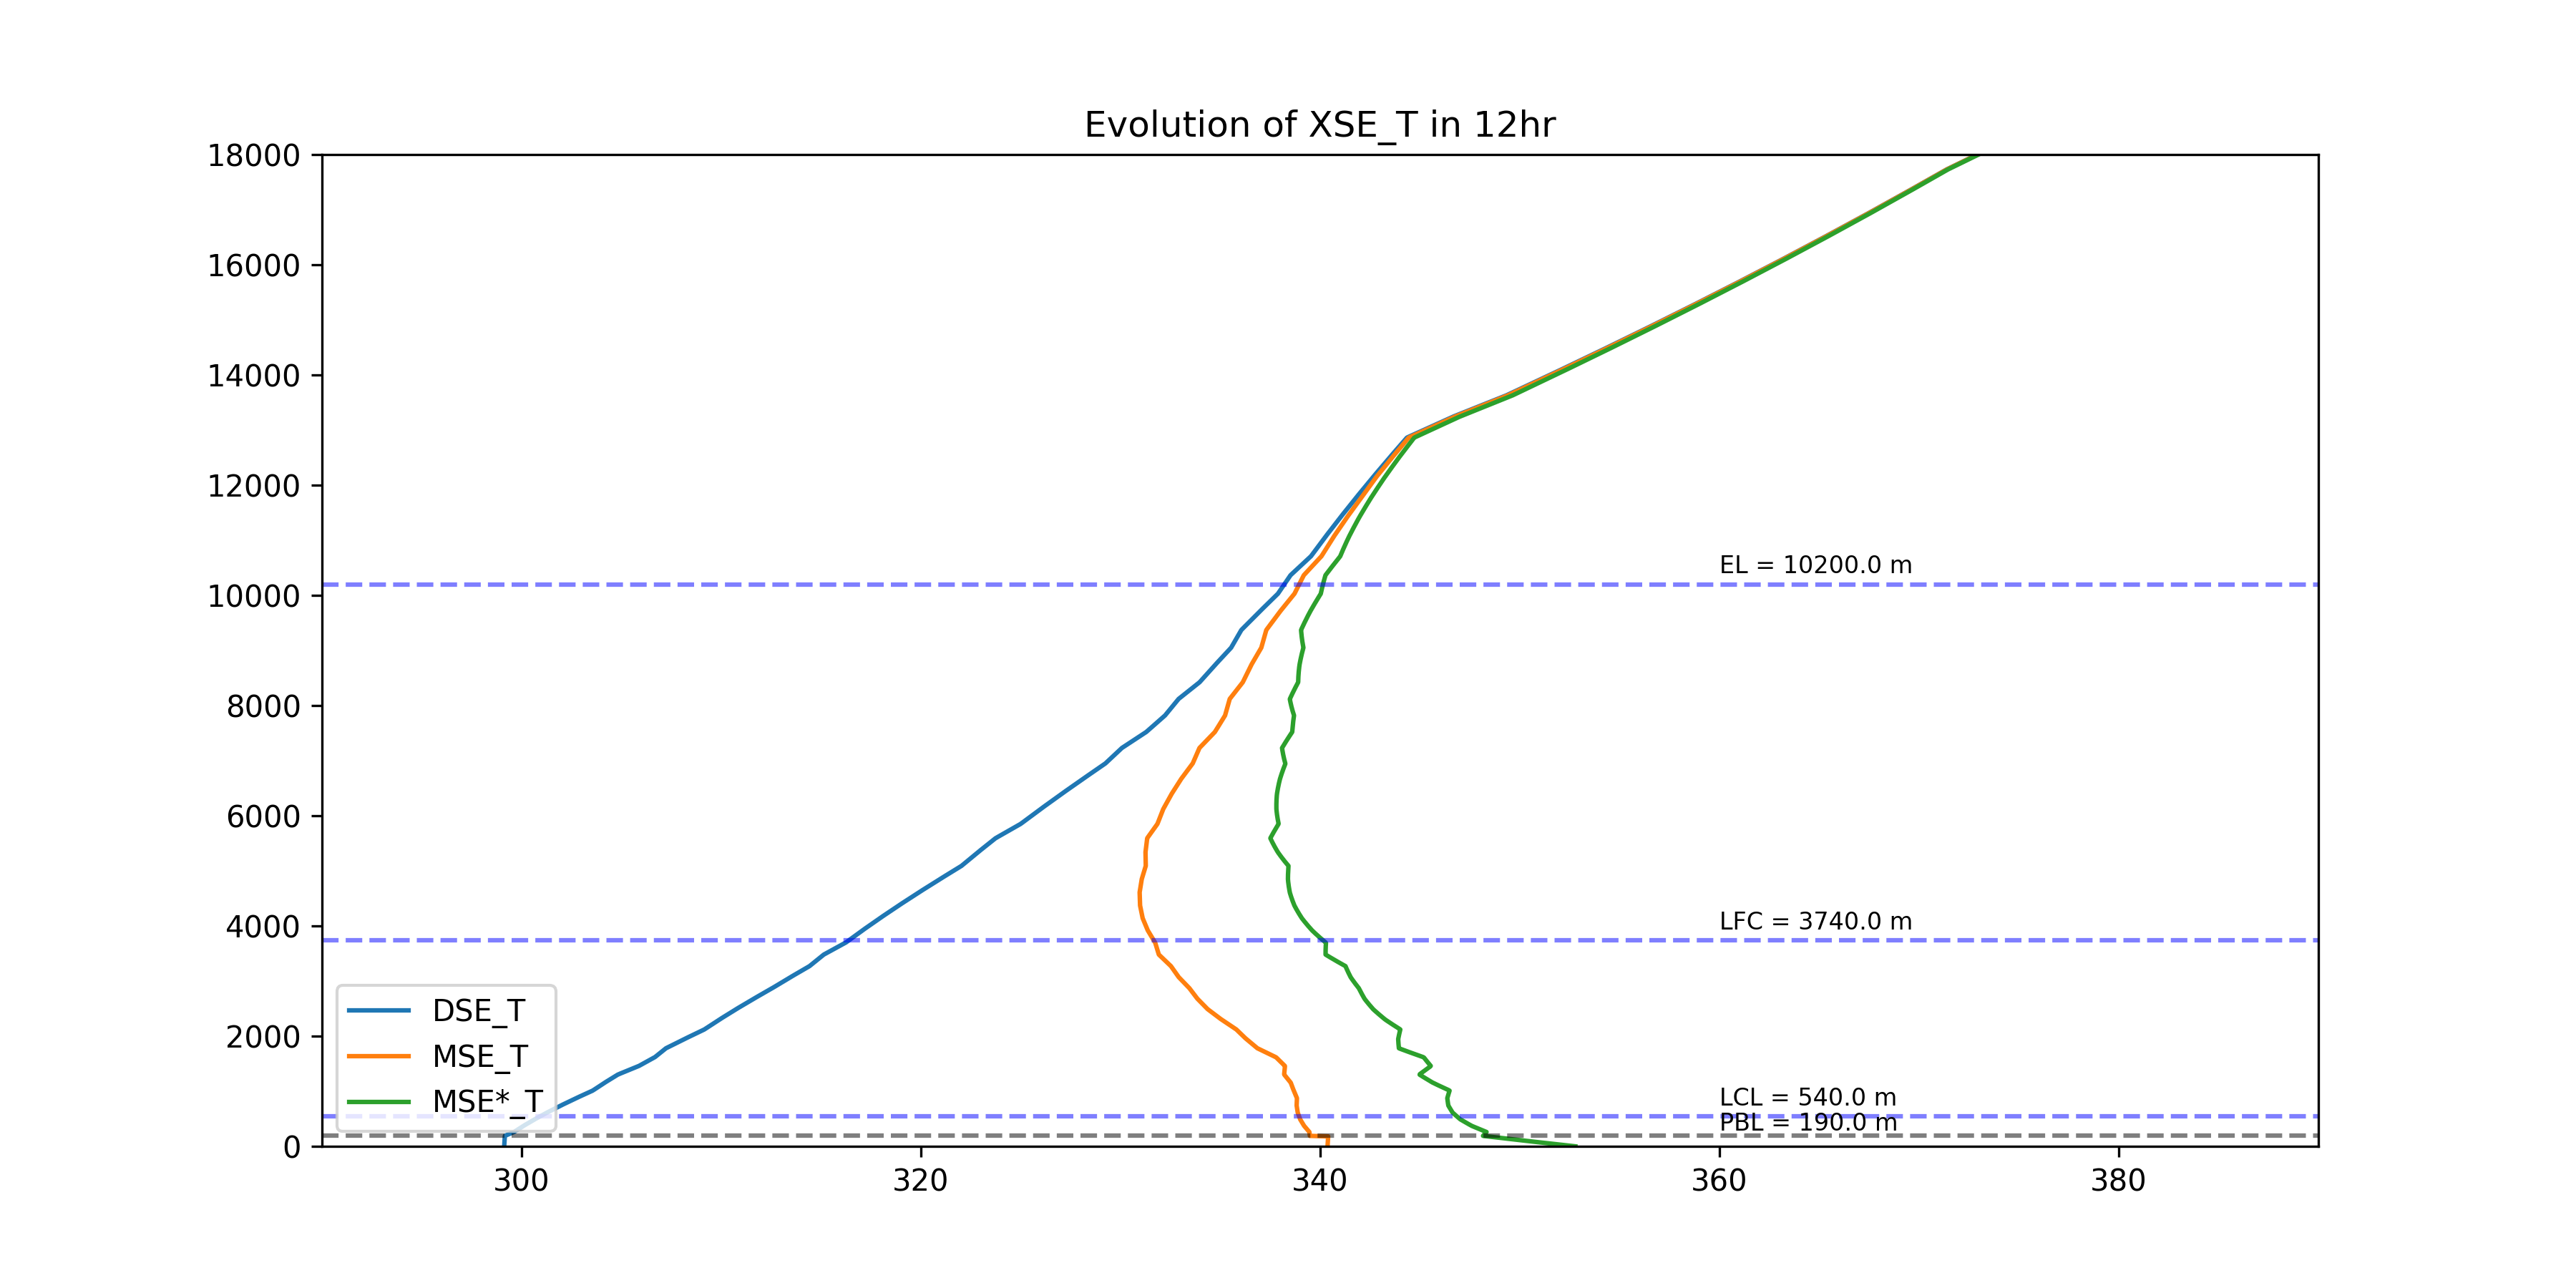 Evolution of XSE_T in 12hr
18000
16000
14000
12000
10000
8000
6000
4000
2000
0
EL = 10200.0 m
LFC = 3740.0 m
LCL = 540.0 m
PBL = 190.0 m
DSE_T
MSE_T
MSE*_T
300 320 340 360 380